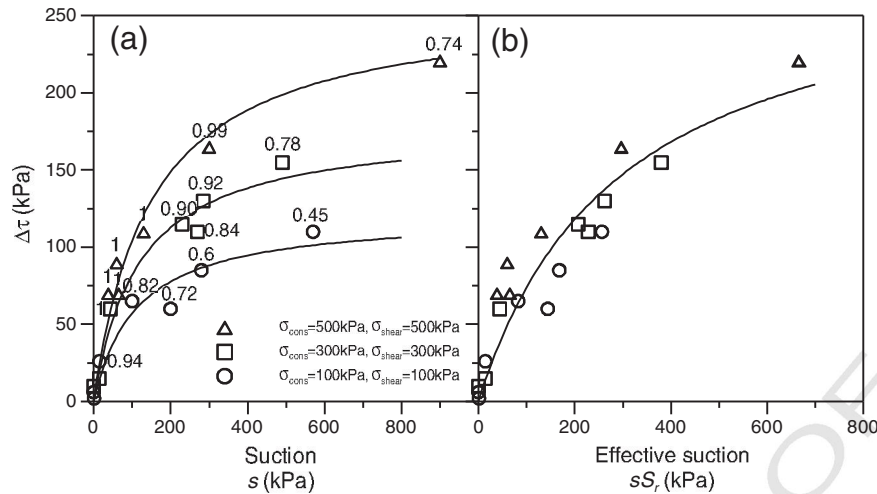 250
200
150
100
50
0
Δτ (kPa)
(a)
0.74
0.99
0.78
0.92
1
0.90
0.84
0.45
1
0.6
11
0.82
0.72
1
0.94
σcons=500kPa, σshear=500kPa
σcons=300kPa, σshear=300kPa
σcons=100kPa, σshear=100kPa
0 200 400 600 800
Suction
s (kPa)
(b)
0 200 400 600 800
Effective suction
sSr (kPa)
OF